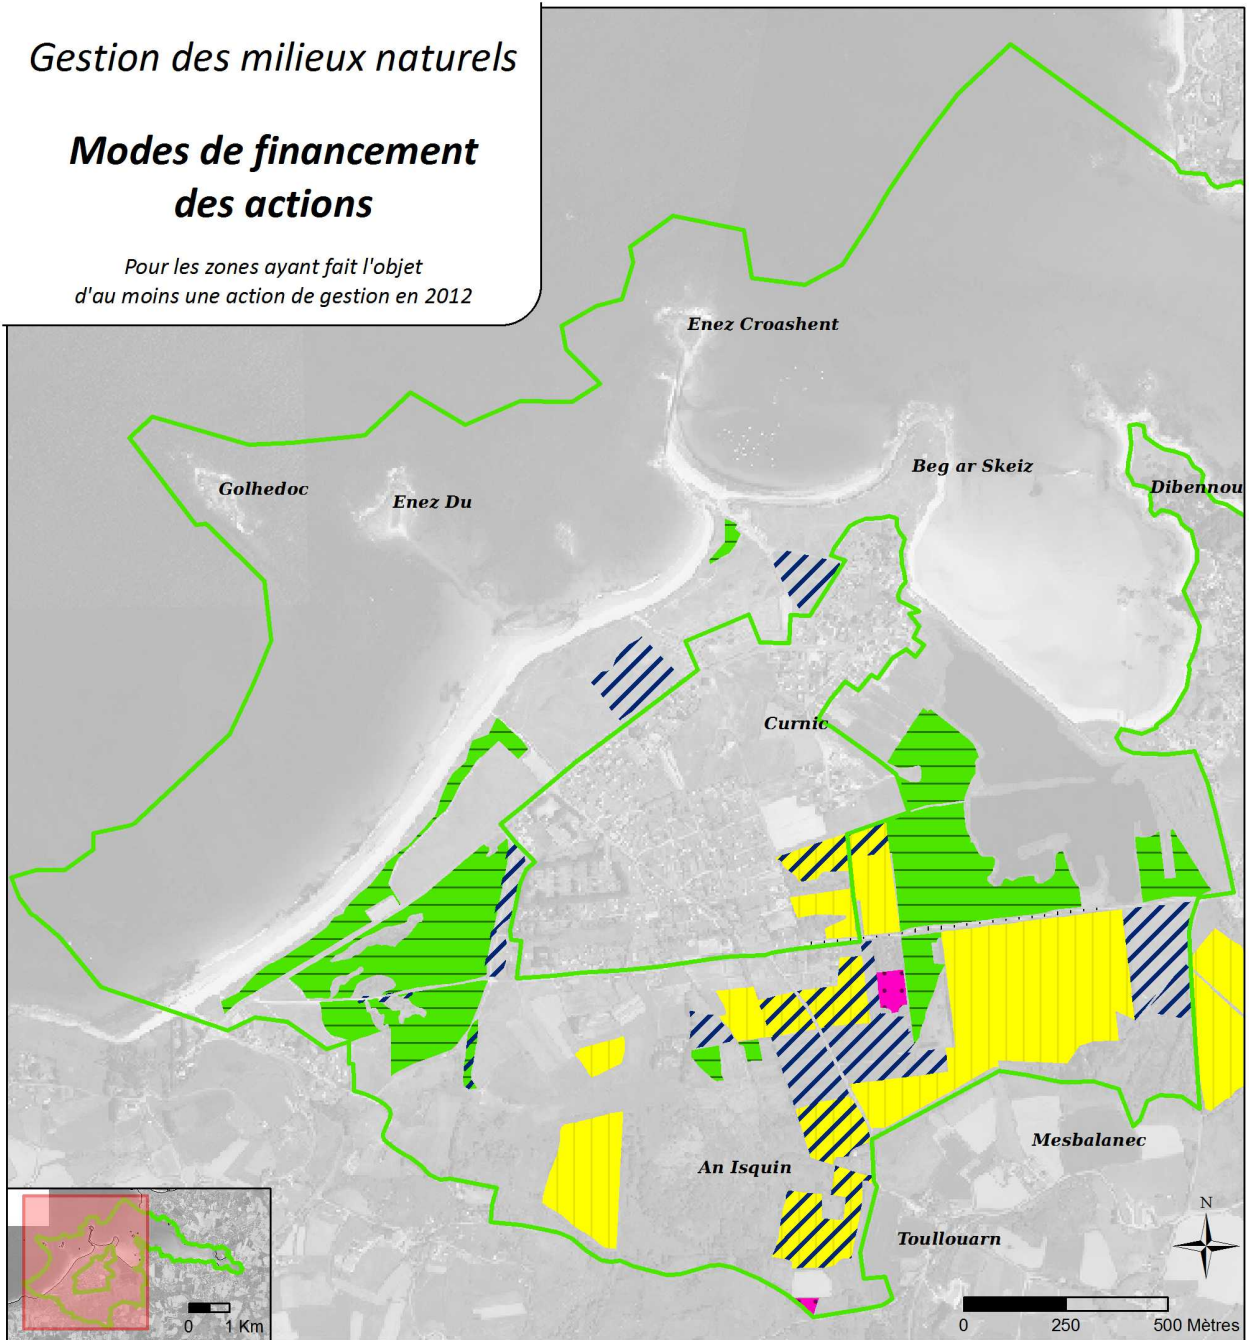 Gestion des milieux naturels
Modes de financement
des actions
Pour les zones ayant fait l'objet
d'au moins une action de gestion en 2012
Enez Croashent
Beg ar Skeiz
Dibennou
Golhedoc
Enez Du
Curnic
Mesbalanec
An Isquin
Toullouarn
N
0 1 Km
0 250 500 Mètres